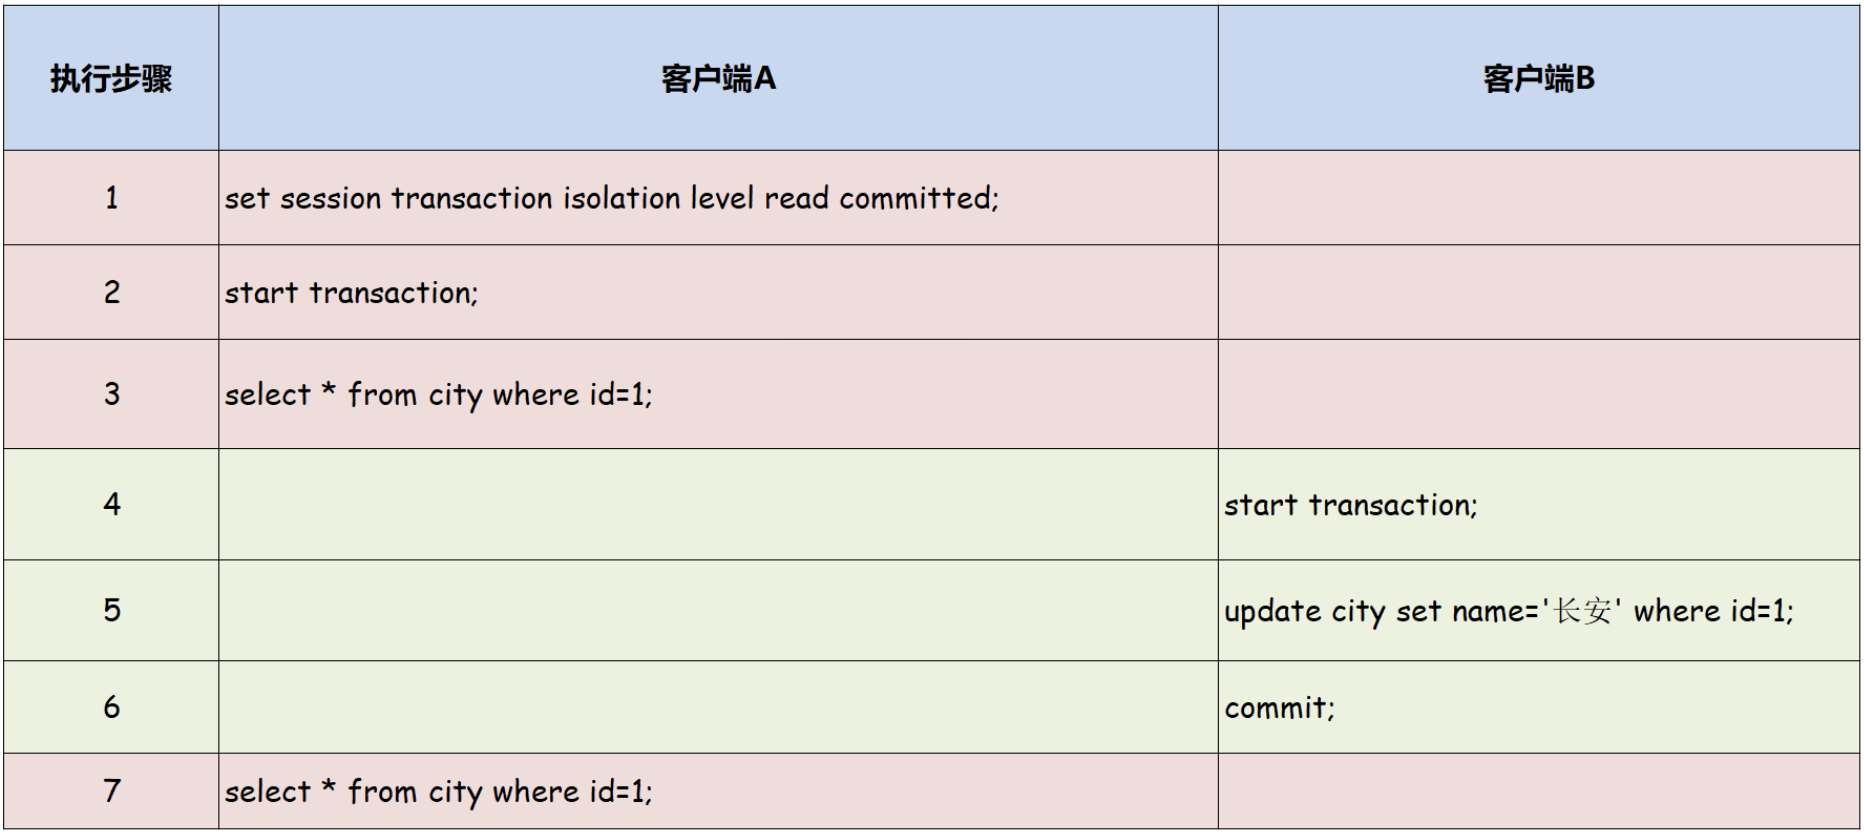 执行步骤 客户端A 客户端B
1 set session transaction isolation level read committed;
2 start transaction;
3 select * from city where id=1;
4 start transaction;
5 update city set name='长安' where id=1;
6 commit;
7 select * from city where id=1;